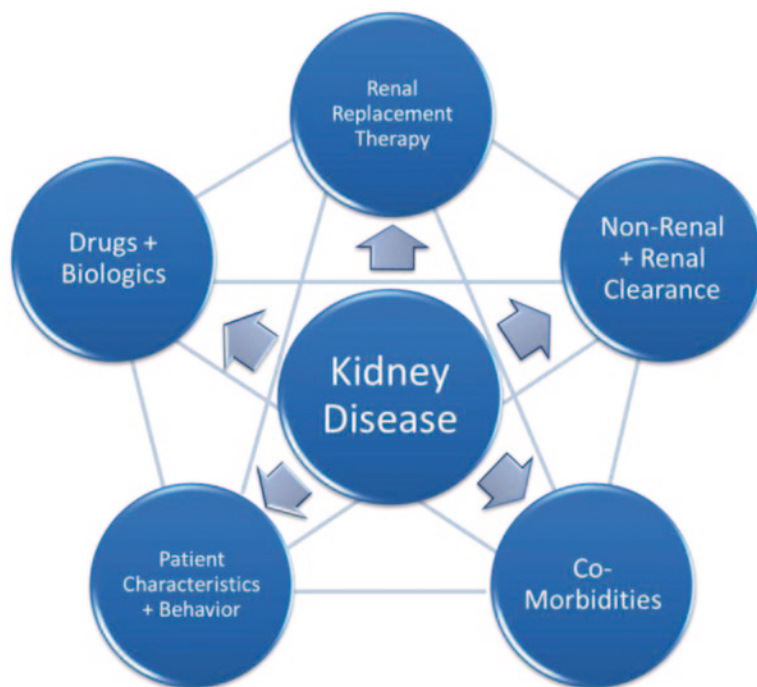 Renal
Replacement
Therapy
Drugs +
Biologics
Non-Renal
+ Renal
Clearance
Kidney
Disease
Patient
Characteristics
+ Behavior
Co-
Morbidities